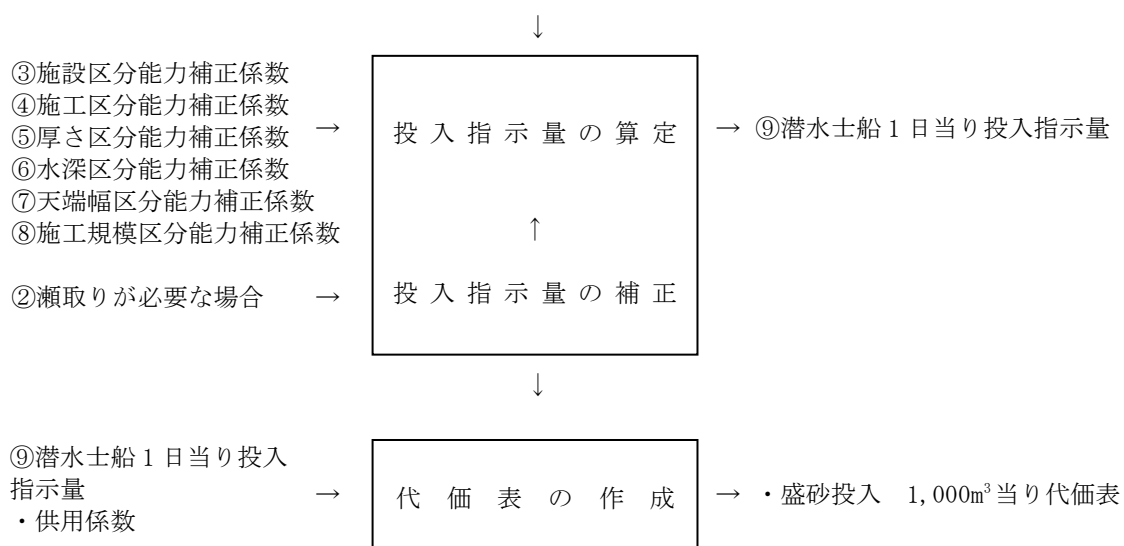 ↓
③施設区分能力補正係数
④施工区分能力補正係数
⑤厚さ区分能力補正係数 → 投入指示量の算定 → ⑨潜水士船1日当り投入指示量
⑥水深区分能力補正係数
⑦天端幅区分能力補正係数
⑧施工規模区分能力補正係数 ↑
②瀬取りが必要な場合 → 投入指示量の補正
↓
⑨潜水士船1日当り投入
指示量 → 代価表の作成 → ・盛砂投入 1,000m³当り代価表
・供用係数